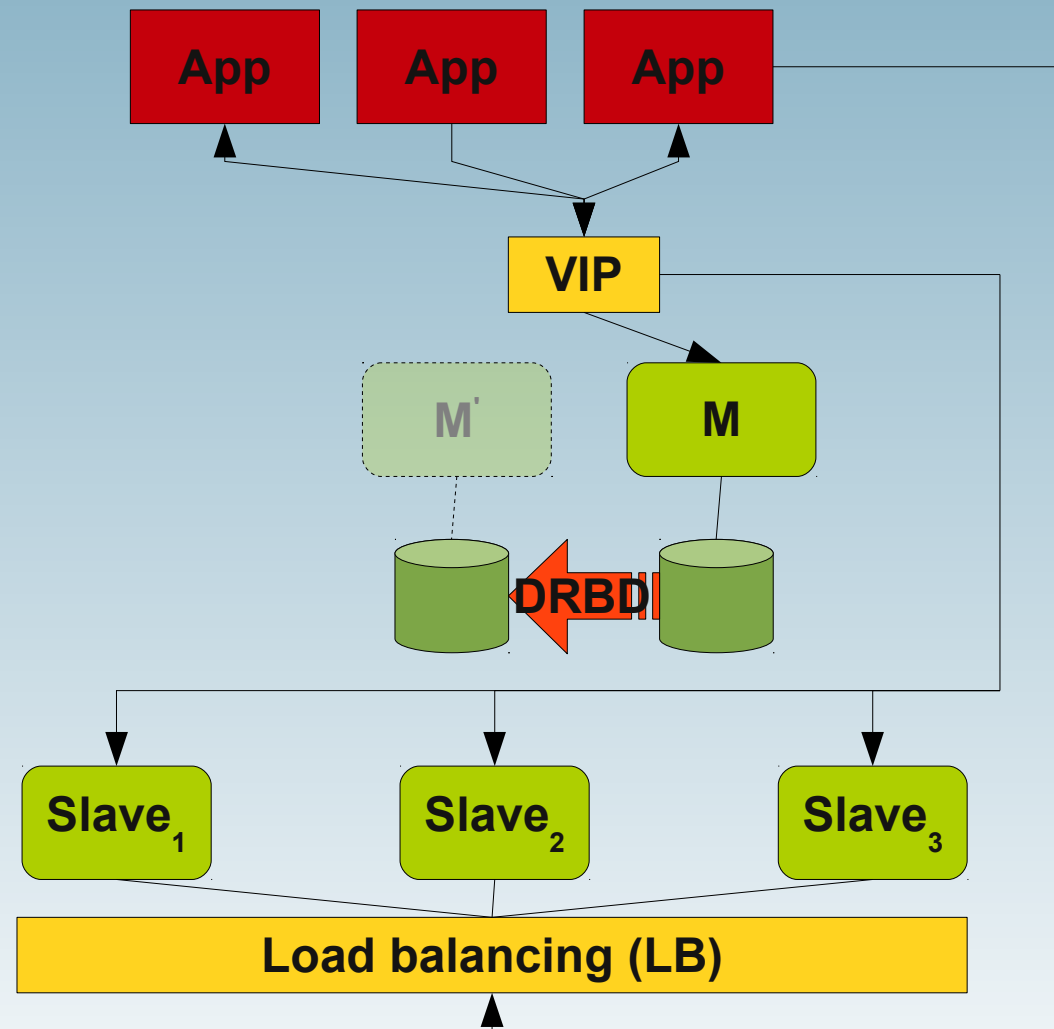 App
App
App
VIP
M'
M
DRBD
Slave1
Slave2
Slave3
Load balancing (LB)